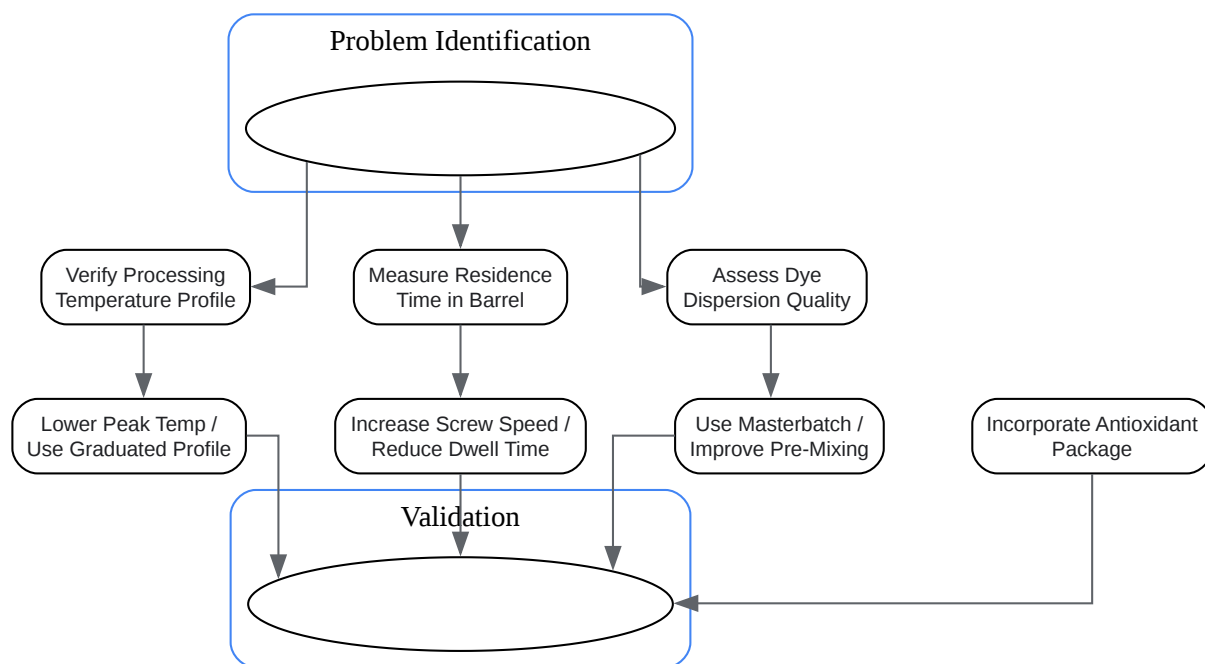 Problem Identification
Verify Processing
Temperature Profile
Measure Residence
Time in Barrel
Assess Dye
Dispersion Quality
Lower Peak Temp /
Use Graduated Profile
Increase Screw Speed /
Reduce Dwell Time
Use Masterbatch /
Improve Pre-Mixing
Incorporate Antioxidant
Package
Validation